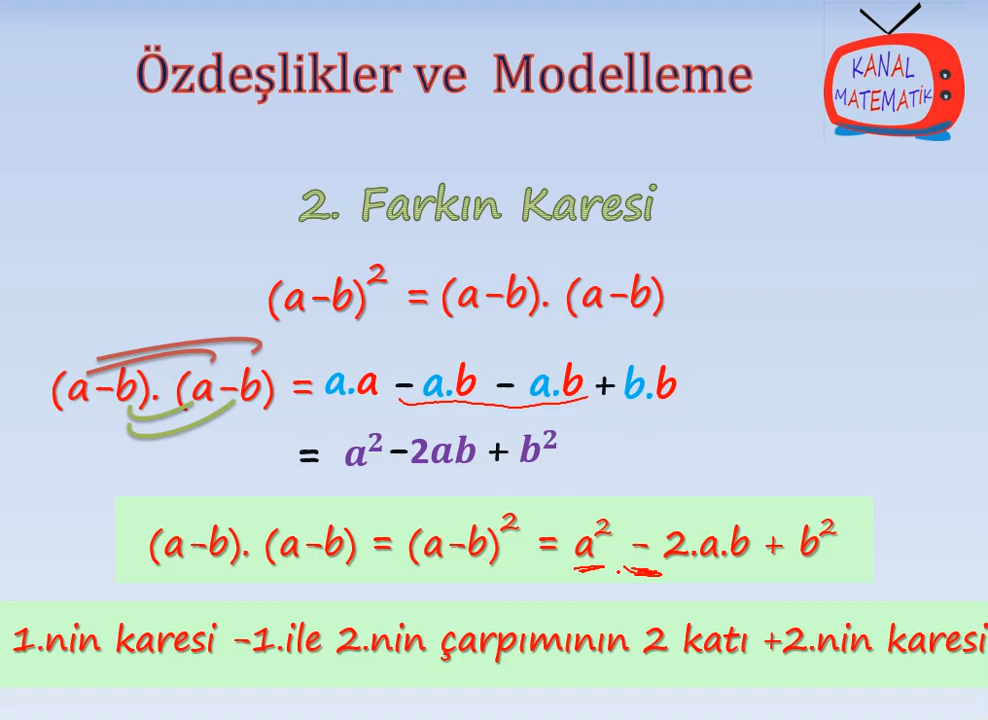 Özdeşlikler ve Modelleme
KANAL
MATEMATİK
2. Farkın Karesi
(a-b)² = (a-b). (a-b)
(a-b). (a-b) = a.a - a.b - a.b + b.b
= a² -2ab + b²
(a-b). (a-b) = (a-b)² = a² - 2.a.b + b²
1.nin karesi -1.ile 2.nin çarpımının 2 katı +2.nin karesi